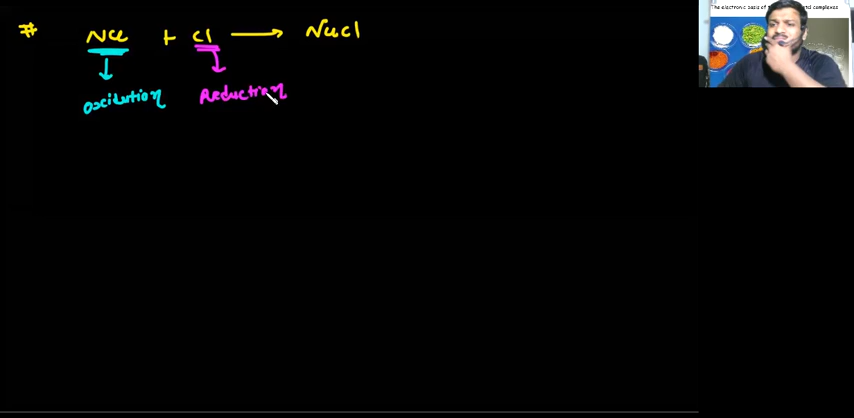 # Na + Cl → NaCl
Oxidation Reduction
The electronic basis of
complexes